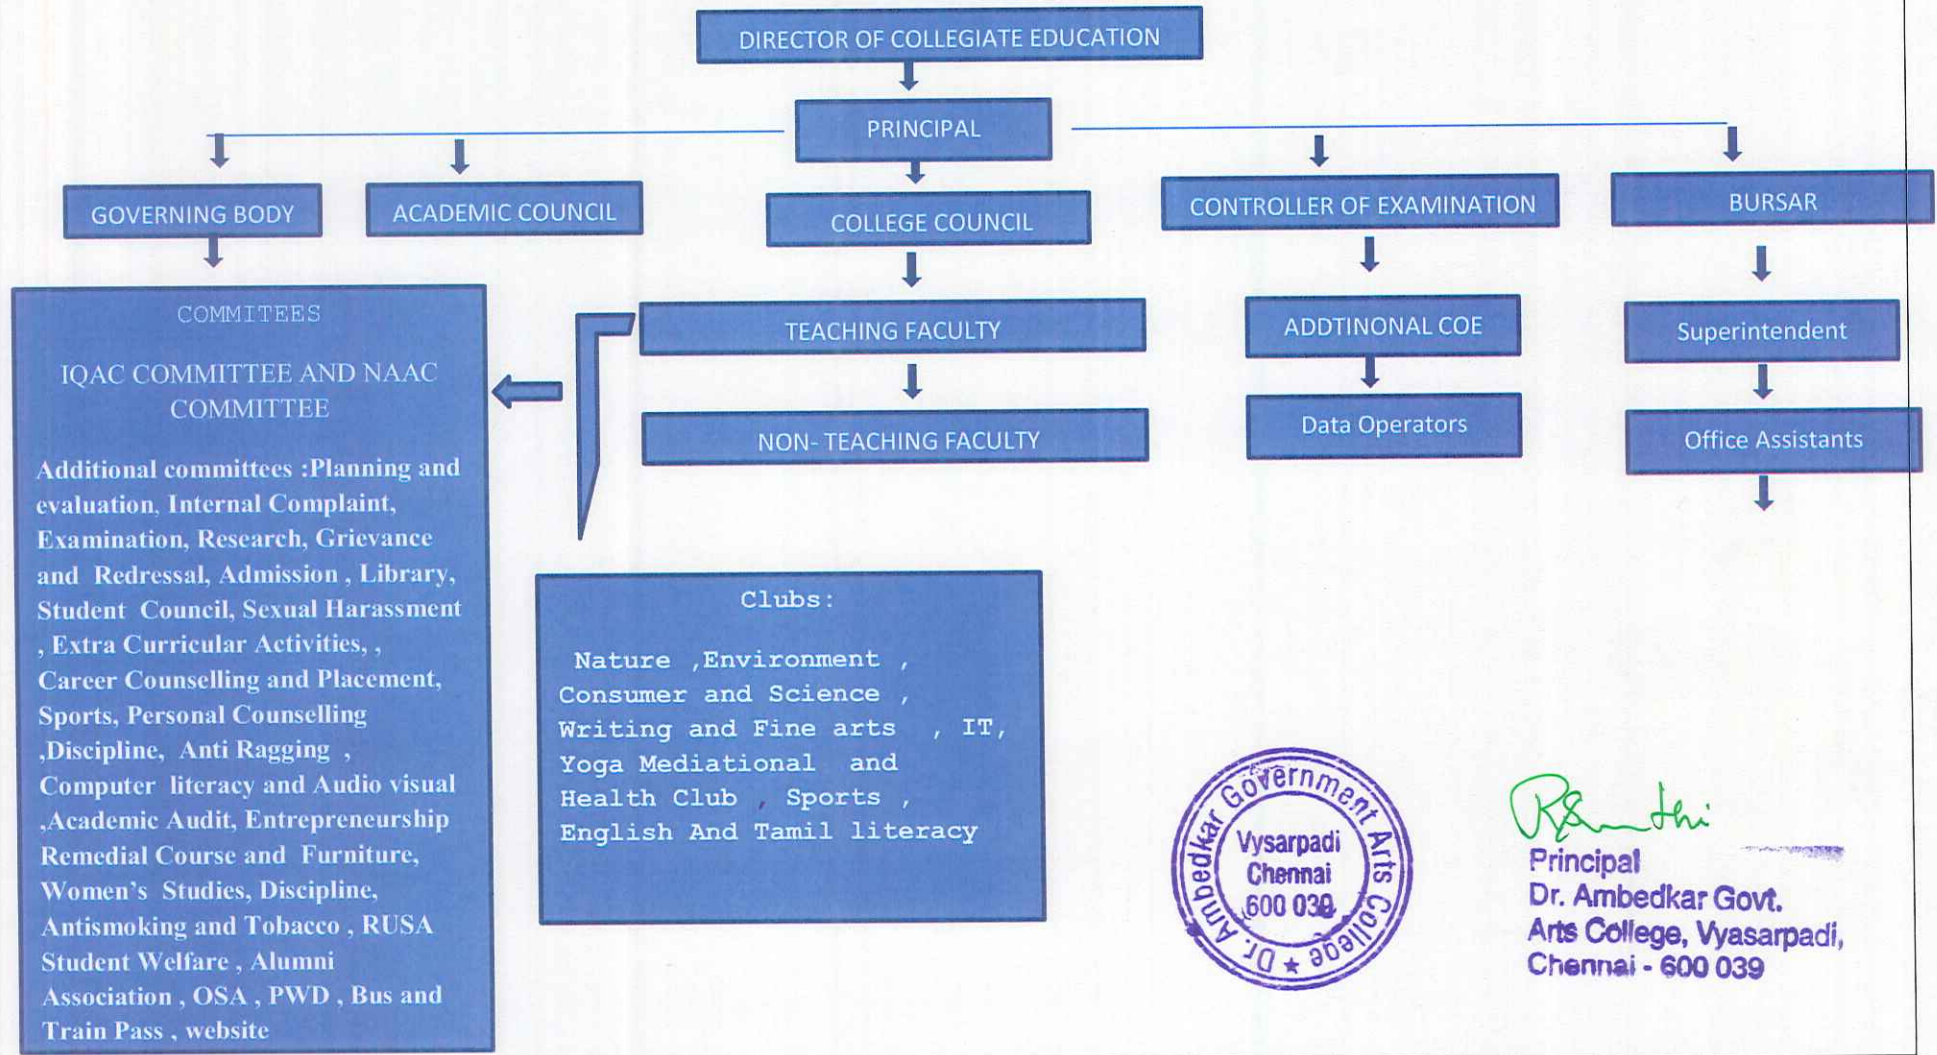 DIRECTOR OF COLLEGIATE EDUCATION
PRINCIPAL
GOVERNING BODY
ACADEMIC COUNCIL
COLLEGE COUNCIL
CONTROLLER OF EXAMINATION
BURSAR
COMMITEES
IQAC COMMITTEE AND NAAC
COMMITTEE
Additional committees :Planning and
evaluation, Internal Complaint,
Examination, Research, Grievance
and Redressal, Admission , Library,
Student Council, Sexual Harassment
, Extra Curricular Activities, ,
Career Counselling and Placement,
Sports, Personal Counselling
,Discipline, Anti Ragging ,
Computer literacy and Audio visual
,Academic Audit, Entrepreneurship
Remedial Course and Furniture,
Women's Studies, Discipline,
Antismoking and Tobacco , RUSA
Student Welfare , Alumni
Association , OSA , PWD , Bus and
Train Pass , website
TEACHING FACULTY
NON- TEACHING FACULTY
ADDTINONAL COE
Data Operators
Superintendent
Office Assistants
Clubs:
Nature ,Environment ,
Consumer and Science ,
Writing and Fine arts , IT,
Yoga Mediational and
Health Club , Sports ,
English And Tamil literacy
Dr. Ambedkar Government Arts College ★
Vysarpadi
Chennai
600 039
Principal
Dr. Ambedkar Govt.
Arts College, Vyasarpadi,
Chennai - 600 039